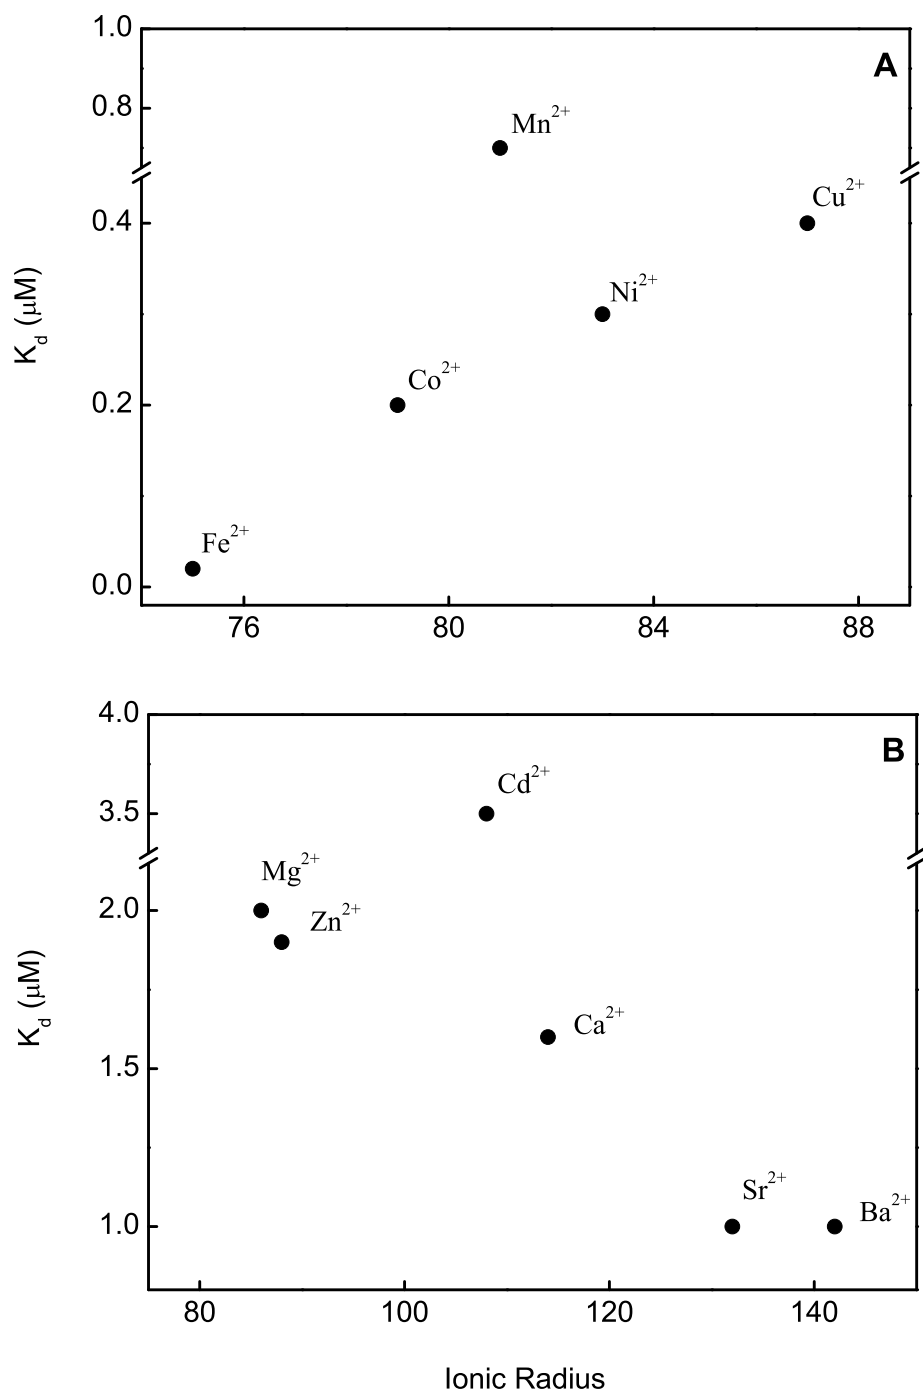 A
1.0
0.8
0.4
0.2
0.0
K_d (μM)
Mn²⁺
Cu²⁺
Ni²⁺
Co²⁺
Fe²⁺
76 80 84 88
B
4.0
3.5
2.0
1.5
1.0
K_d (μM)
Cd²⁺
Mg²⁺
Zn²⁺
Ca²⁺
Sr²⁺
Ba²⁺
80 100 120 140
Ionic Radius